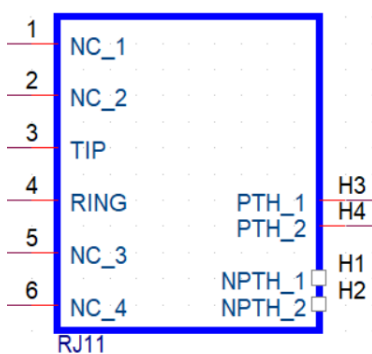 1 NC_1
2 NC_2
3 TIP
4 RING PTH_1 H3
PTH_2 H4
5 NC_3
NPTH_1 H1
6 NC_4 NPTH_2 H2
RJ11